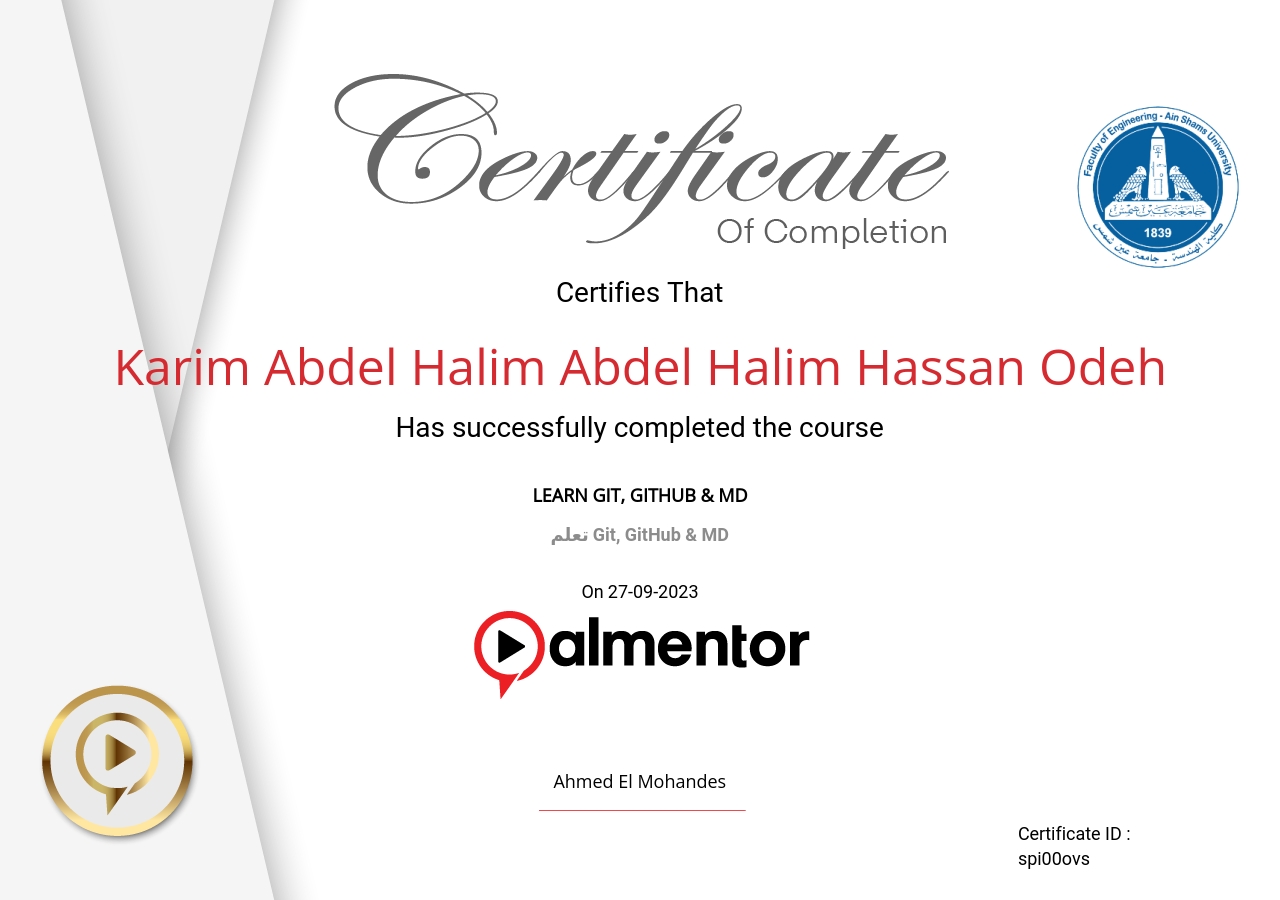 Certificate
Of Completion
Faculty of Engineering - Ain Shams University
جامعة عين شمس
1839
كلية الهندسة - جامعة عين شمس
Certifies That
Karim Abdel Halim Abdel Halim Hassan Odeh
Has successfully completed the course
LEARN GIT, GITHUB & MD
تعلم Git, GitHub & MD
On 27-09-2023
almentor
Ahmed El Mohandes
Certificate ID :
spi00ovs